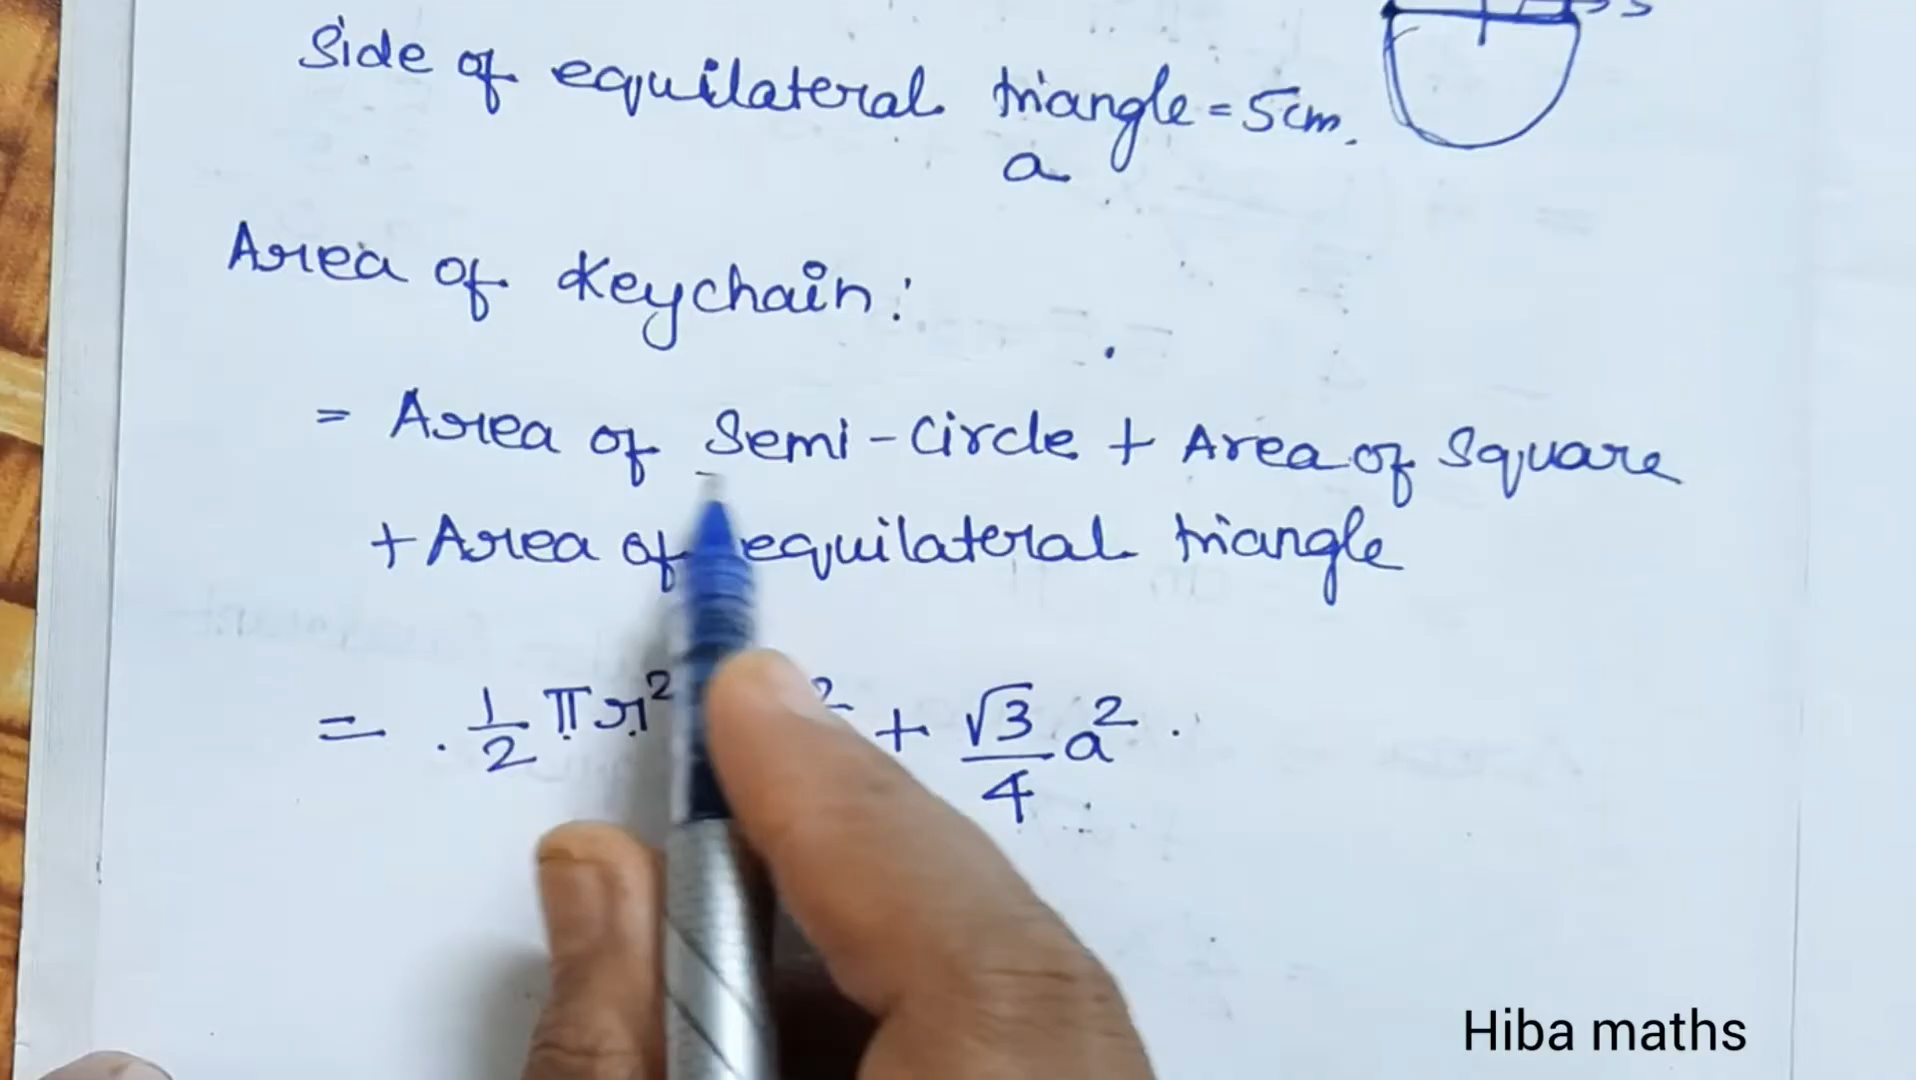 Side of equilateral triangle = 5cm.
a
Area of Keychain:
= Area of Semi-Circle + Area of Square
+ Area of equilateral triangle
= 1/2 πr² ² + √3/4 a².
Hiba maths